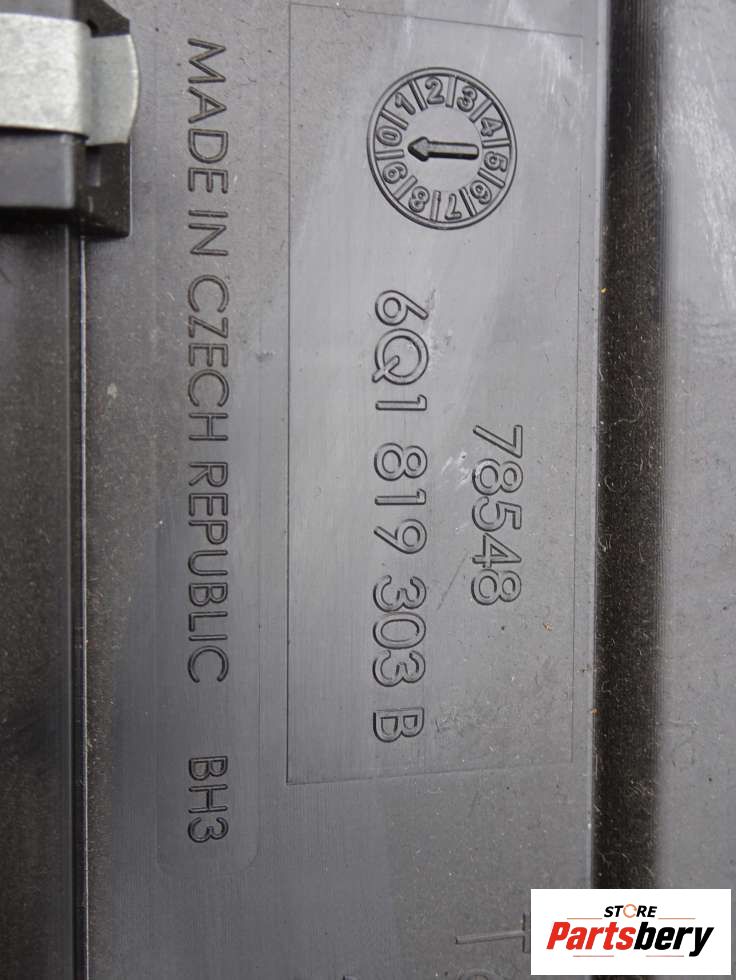 0 1 2 3 4 5 6 7 8 9
78548
6Q1 819 303 B
MADE IN CZECH REPUBLIC BH3
STORE
Partsbery